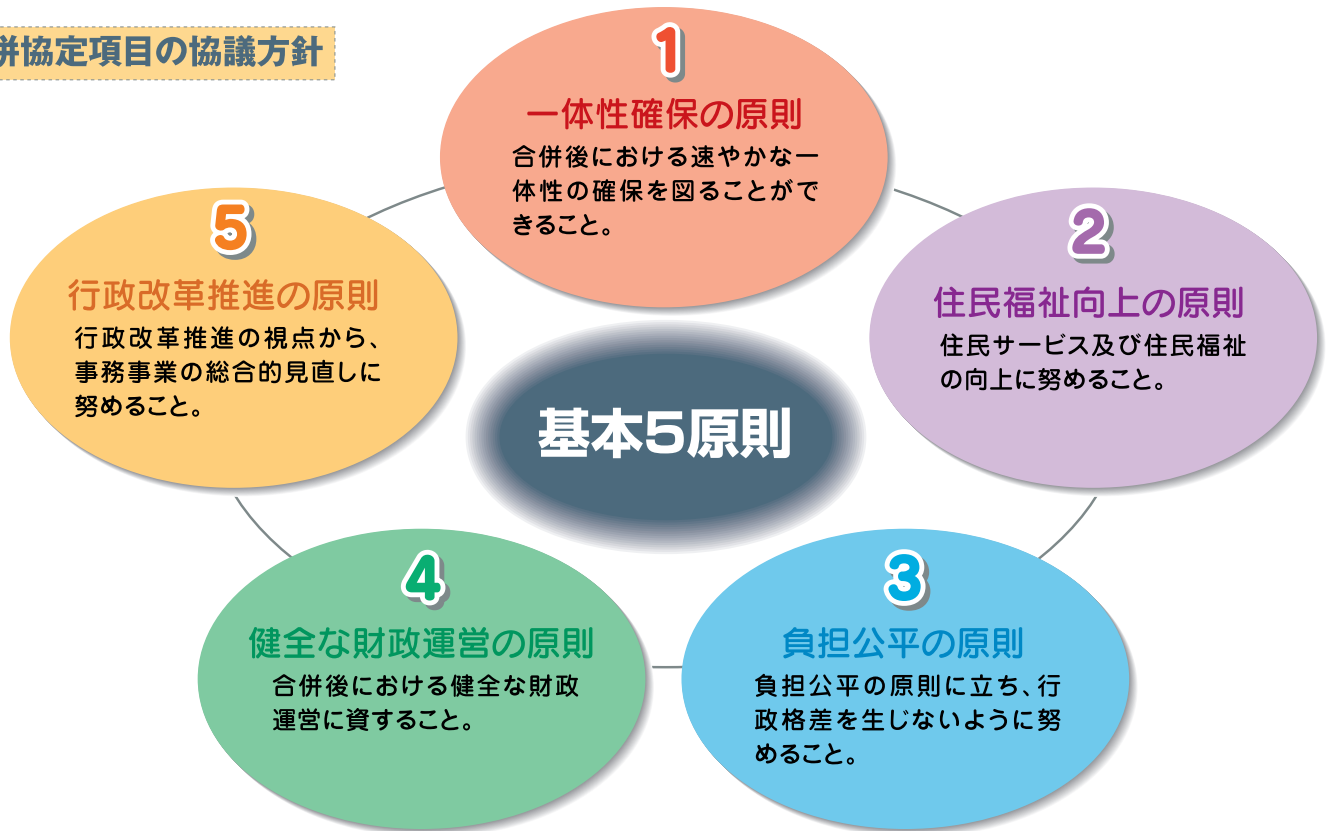 併協定項目の協議方針
1
一体性確保の原則
合併後における速やかな一
体性の確保を図ることがで
きること。
2
住民福祉向上の原則
住民サービス及び住民福祉
の向上に努めること。
3
負担公平の原則
負担公平の原則に立ち、行
政格差を生じないように努
めること。
4
健全な財政運営の原則
合併後における健全な財政
運営に資すること。
5
行政改革推進の原則
行政改革推進の視点から、
事務事業の総合的見直しに
努めること。
基本5原則